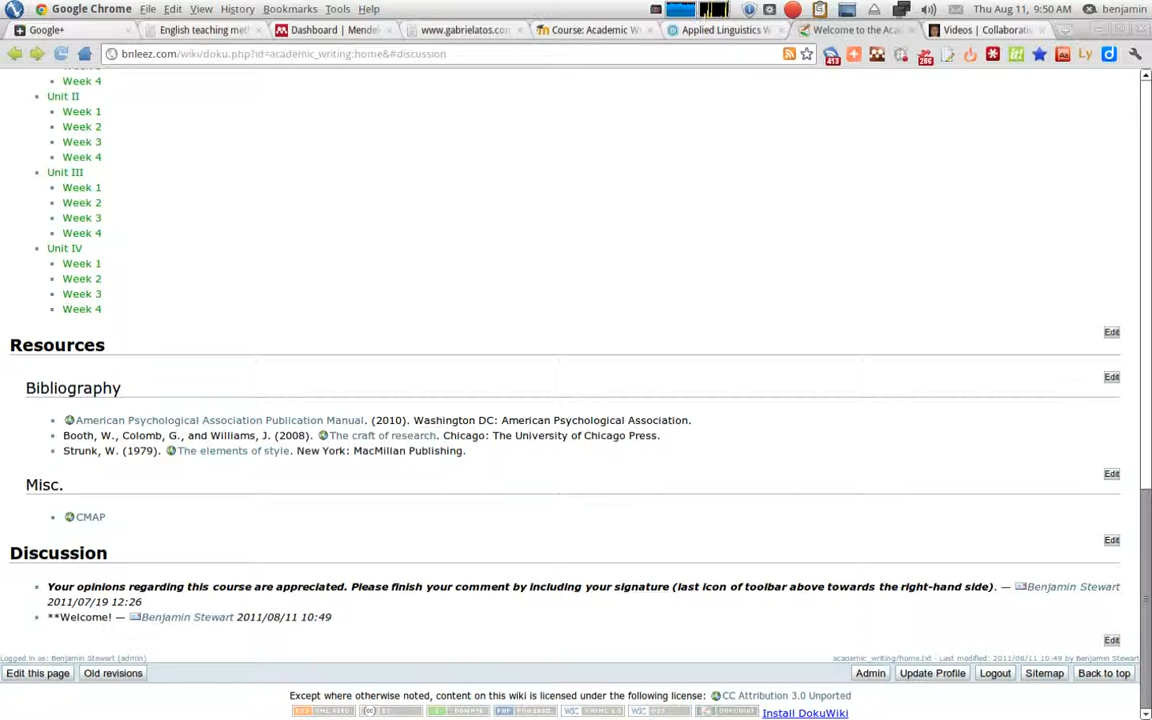 Google Chrome File Edit View History Bookmarks Tools Help Thu Aug 11, 9:50 AM benjamin
Google+ English teaching met Dashboard | Mende www.gabrielatos.com Course: Academic W Applied Linguistics W Welcome to the Aca Videos | Collaborati
bnleez.com/wiki/doku.php?id=academic_writing:home&#discussion
413 286 Ly
Week 4
Unit II
Week 1
Week 2
Week 3
Week 4
Unit III
Week 1
Week 2
Week 3
Week 4
Unit IV
Week 1
Week 2
Week 3
Week 4
Resources Edit
Bibliography Edit
American Psychological Association Publication Manual. (2010). Washington DC: American Psychological Association.
Booth, W., Colomb, G., and Williams, J. (2008). The craft of research. Chicago: The University of Chicago Press.
Strunk, W. (1979). The elements of style. New York: MacMillan Publishing.
Misc. Edit
CMAP
Discussion Edit
Your opinions regarding this course are appreciated. Please finish your comment by including your signature (last icon of toolbar above towards the right-hand side). — Benjamin Stewart
2011/07/19 12:26
**Welcome! — Benjamin Stewart 2011/08/11 10:49
Edit
Logged in as: Benjamin Stewart (admin) academic_writing/home.txt · Last modified: 2011/08/11 10:49 by Benjamin Stewart
Edit this page Old revisions Admin Update Profile Logout Sitemap Back to top
Except where otherwise noted, content on this wiki is licensed under the following license: CC Attribution 3.0 Unported
Install DokuWiki